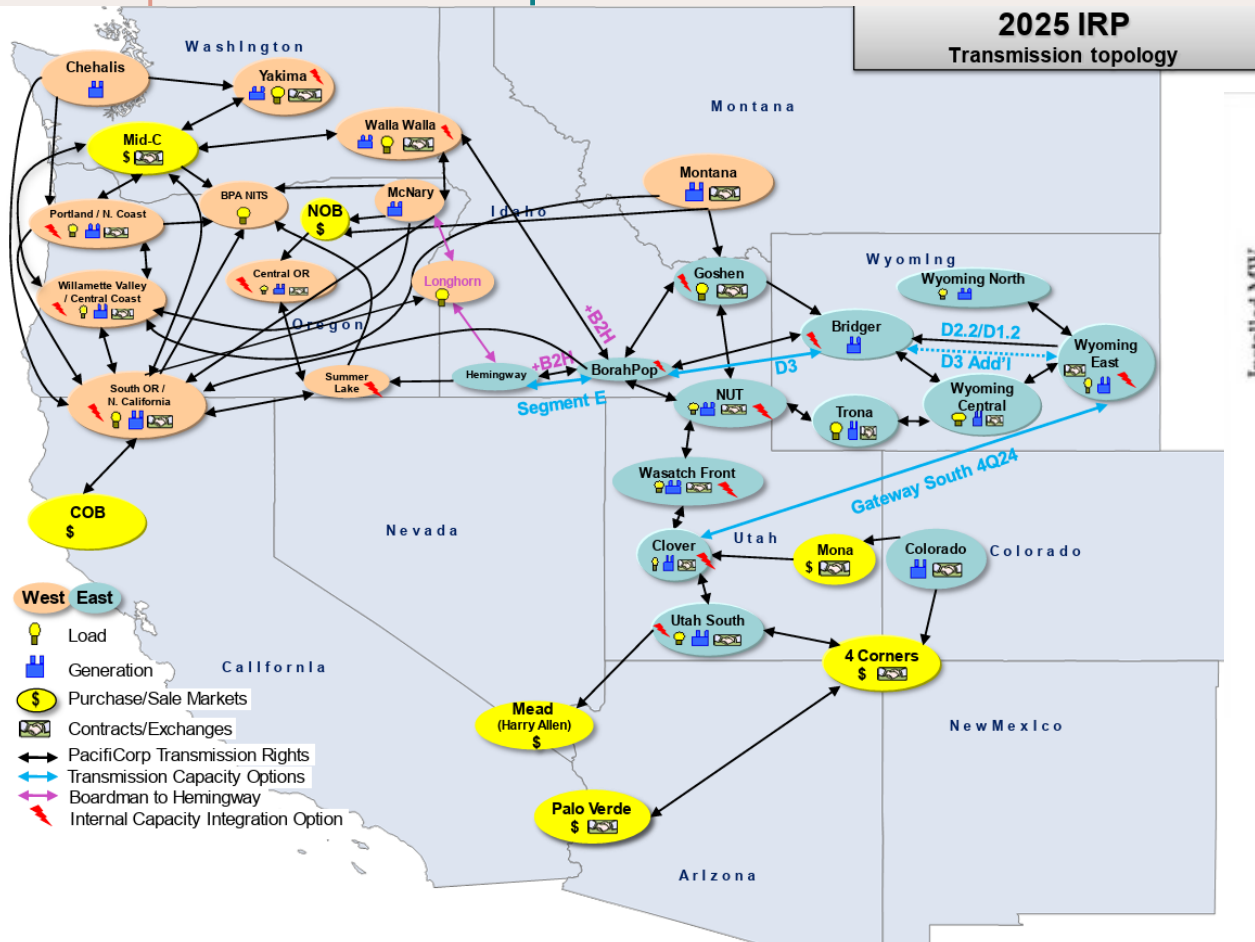 2025 IRP
Transmission topology
Washington
Chehalis
Yakima
Walla Walla
Mid-C
$
Montana
Montana
BPA NITS
McNary
NOB
$
Idaho
Portland / N. Coast
Central OR
Longhorn
Goshen
Wyoming
Wyoming North
Willamette Valley
/ Central Coast
Oregon
+B2H
Bridger
D2.2/D1.2
D3 Add'l
Wyoming
East
South OR /
N. California
Summer
Lake
Hemingway
+B2H
BorahPop
D3
Segment E
NUT
Trona
Wyoming
Central
COB
$
Nevada
Wasatch Front
Gateway South 4Q24
Clover
Utah
Mona
$
Colorado
Colorado
Utah South
4 Corners
$
West
East
Load
Generation
$
Purchase/Sale Markets
Contracts/Exchanges
PacifiCorp Transmission Rights
Transmission Capacity Options
Boardman to Hemingway
Internal Capacity Integration Option
California
Mead
(Harry Allen)
$
NewMexico
Palo Verde
$
Arizona